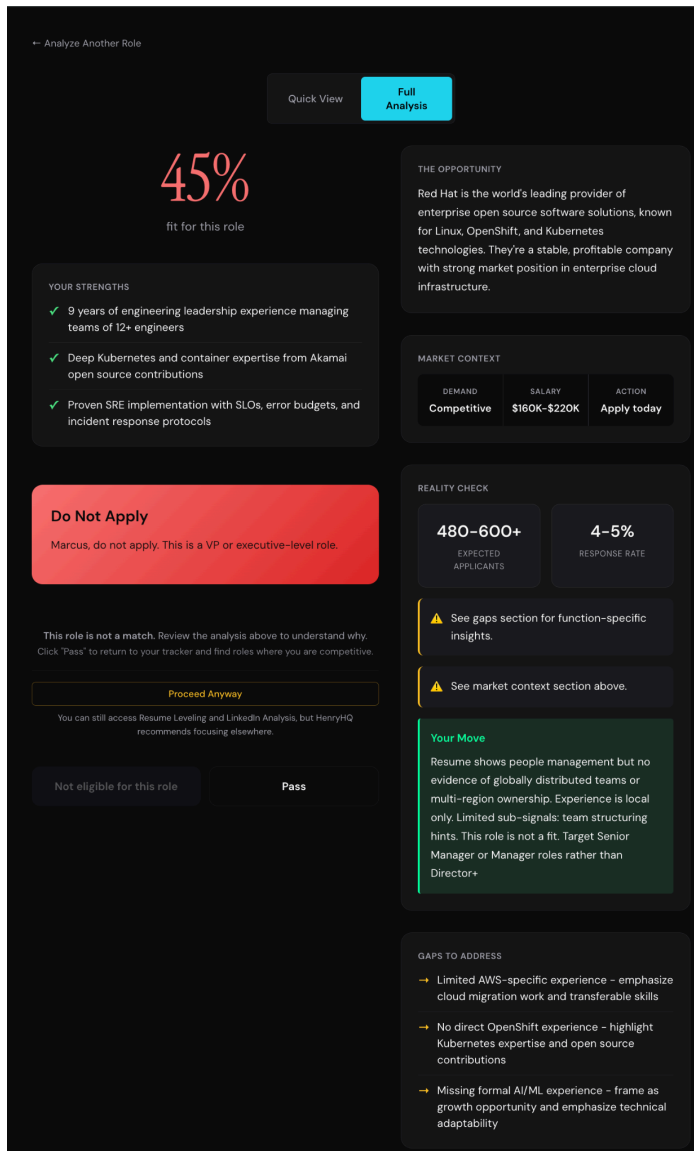 ← Analyze Another Role
Quick View
Full
Analysis
45%
fit for this role
YOUR STRENGTHS
✓ 9 years of engineering leadership experience managing
teams of 12+ engineers
✓ Deep Kubernetes and container expertise from Akamai
open source contributions
✓ Proven SRE implementation with SLOs, error budgets, and
incident response protocols
Do Not Apply
Marcus, do not apply. This is a VP or executive-level role.
This role is not a match. Review the analysis above to understand why.
Click "Pass" to return to your tracker and find roles where you are competitive.
Proceed Anyway
You can still access Resume Leveling and LinkedIn Analysis, but HenryHQ
recommends focusing elsewhere.
Not eligible for this role
Pass
THE OPPORTUNITY
Red Hat is the world's leading provider of
enterprise open source software solutions, known
for Linux, OpenShift, and Kubernetes
technologies. They're a stable, profitable company
with strong market position in enterprise cloud
infrastructure.
MARKET CONTEXT
DEMAND
Competitive
SALARY
$160K-$220K
ACTION
Apply today
REALITY CHECK
480-600+
EXPECTED
APPLICANTS
4-5%
RESPONSE RATE
See gaps section for function-specific
insights.
See market context section above.
Your Move
Resume shows people management but no
evidence of globally distributed teams or
multi-region ownership. Experience is local
only. Limited sub-signals: team structuring
hints. This role is not a fit. Target Senior
Manager or Manager roles rather than
Director+
GAPS TO ADDRESS
→ Limited AWS-specific experience - emphasize
cloud migration work and transferable skills
→ No direct OpenShift experience - highlight
Kubernetes expertise and open source
contributions
→ Missing formal AI/ML experience - frame as
growth opportunity and emphasize technical
adaptability